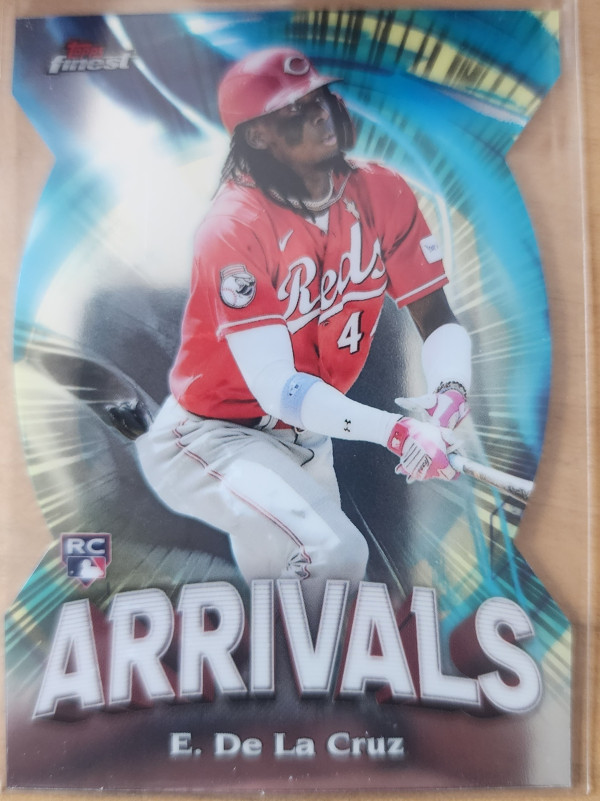 Topps
finest
C
Reds
4
RC
ARRIVALS
E. De La Cruz